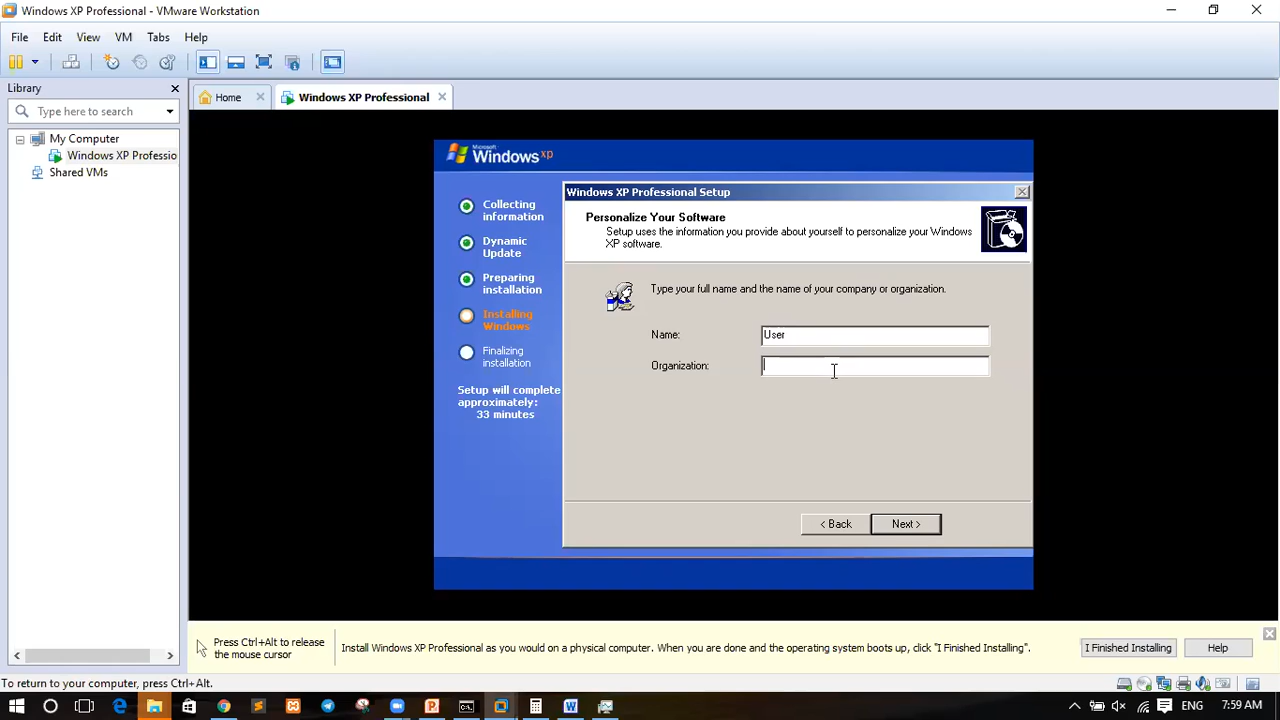 Windows XP Professional - VMware Workstation
File Edit View VM Tabs Help
Library
Type here to search
My Computer
Windows XP Professio
Shared VMs
Home
Windows XP Professional
Microsoft
Windows xp
Collecting
information
Dynamic
Update
Preparing
installation
Installing
Windows
Finalizing
installation
Setup will complete
approximately:
33 minutes
Windows XP Professional Setup
Personalize Your Software
Setup uses the information you provide about yourself to personalize your Windows
XP software.
Type your full name and the name of your company or organization.
Name: User
Organization:
< Back Next >
Press Ctrl+Alt to release
the mouse cursor
Install Windows XP Professional as you would on a physical computer. When you are done and the operating system boots up, click "I Finished Installing".
I Finished Installing Help
To return to your computer, press Ctrl+Alt.
ENG 7:59 AM